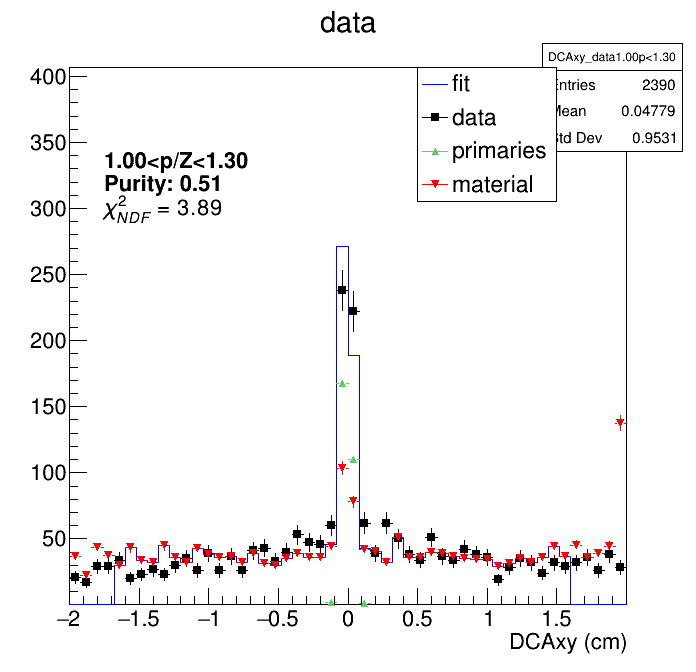 data
DCAxy_data1.00p<1.30
Entries 2390
Mean 0.04779
Std Dev 0.9531
fit
data
primaries
material
1.00<p/Z<1.30
Purity: 0.51
χ²_NDF = 3.89
400
350
300
250
200
150
100
50
−2 −1.5 −1 −0.5 0 0.5 1 1.5
DCAxy (cm)